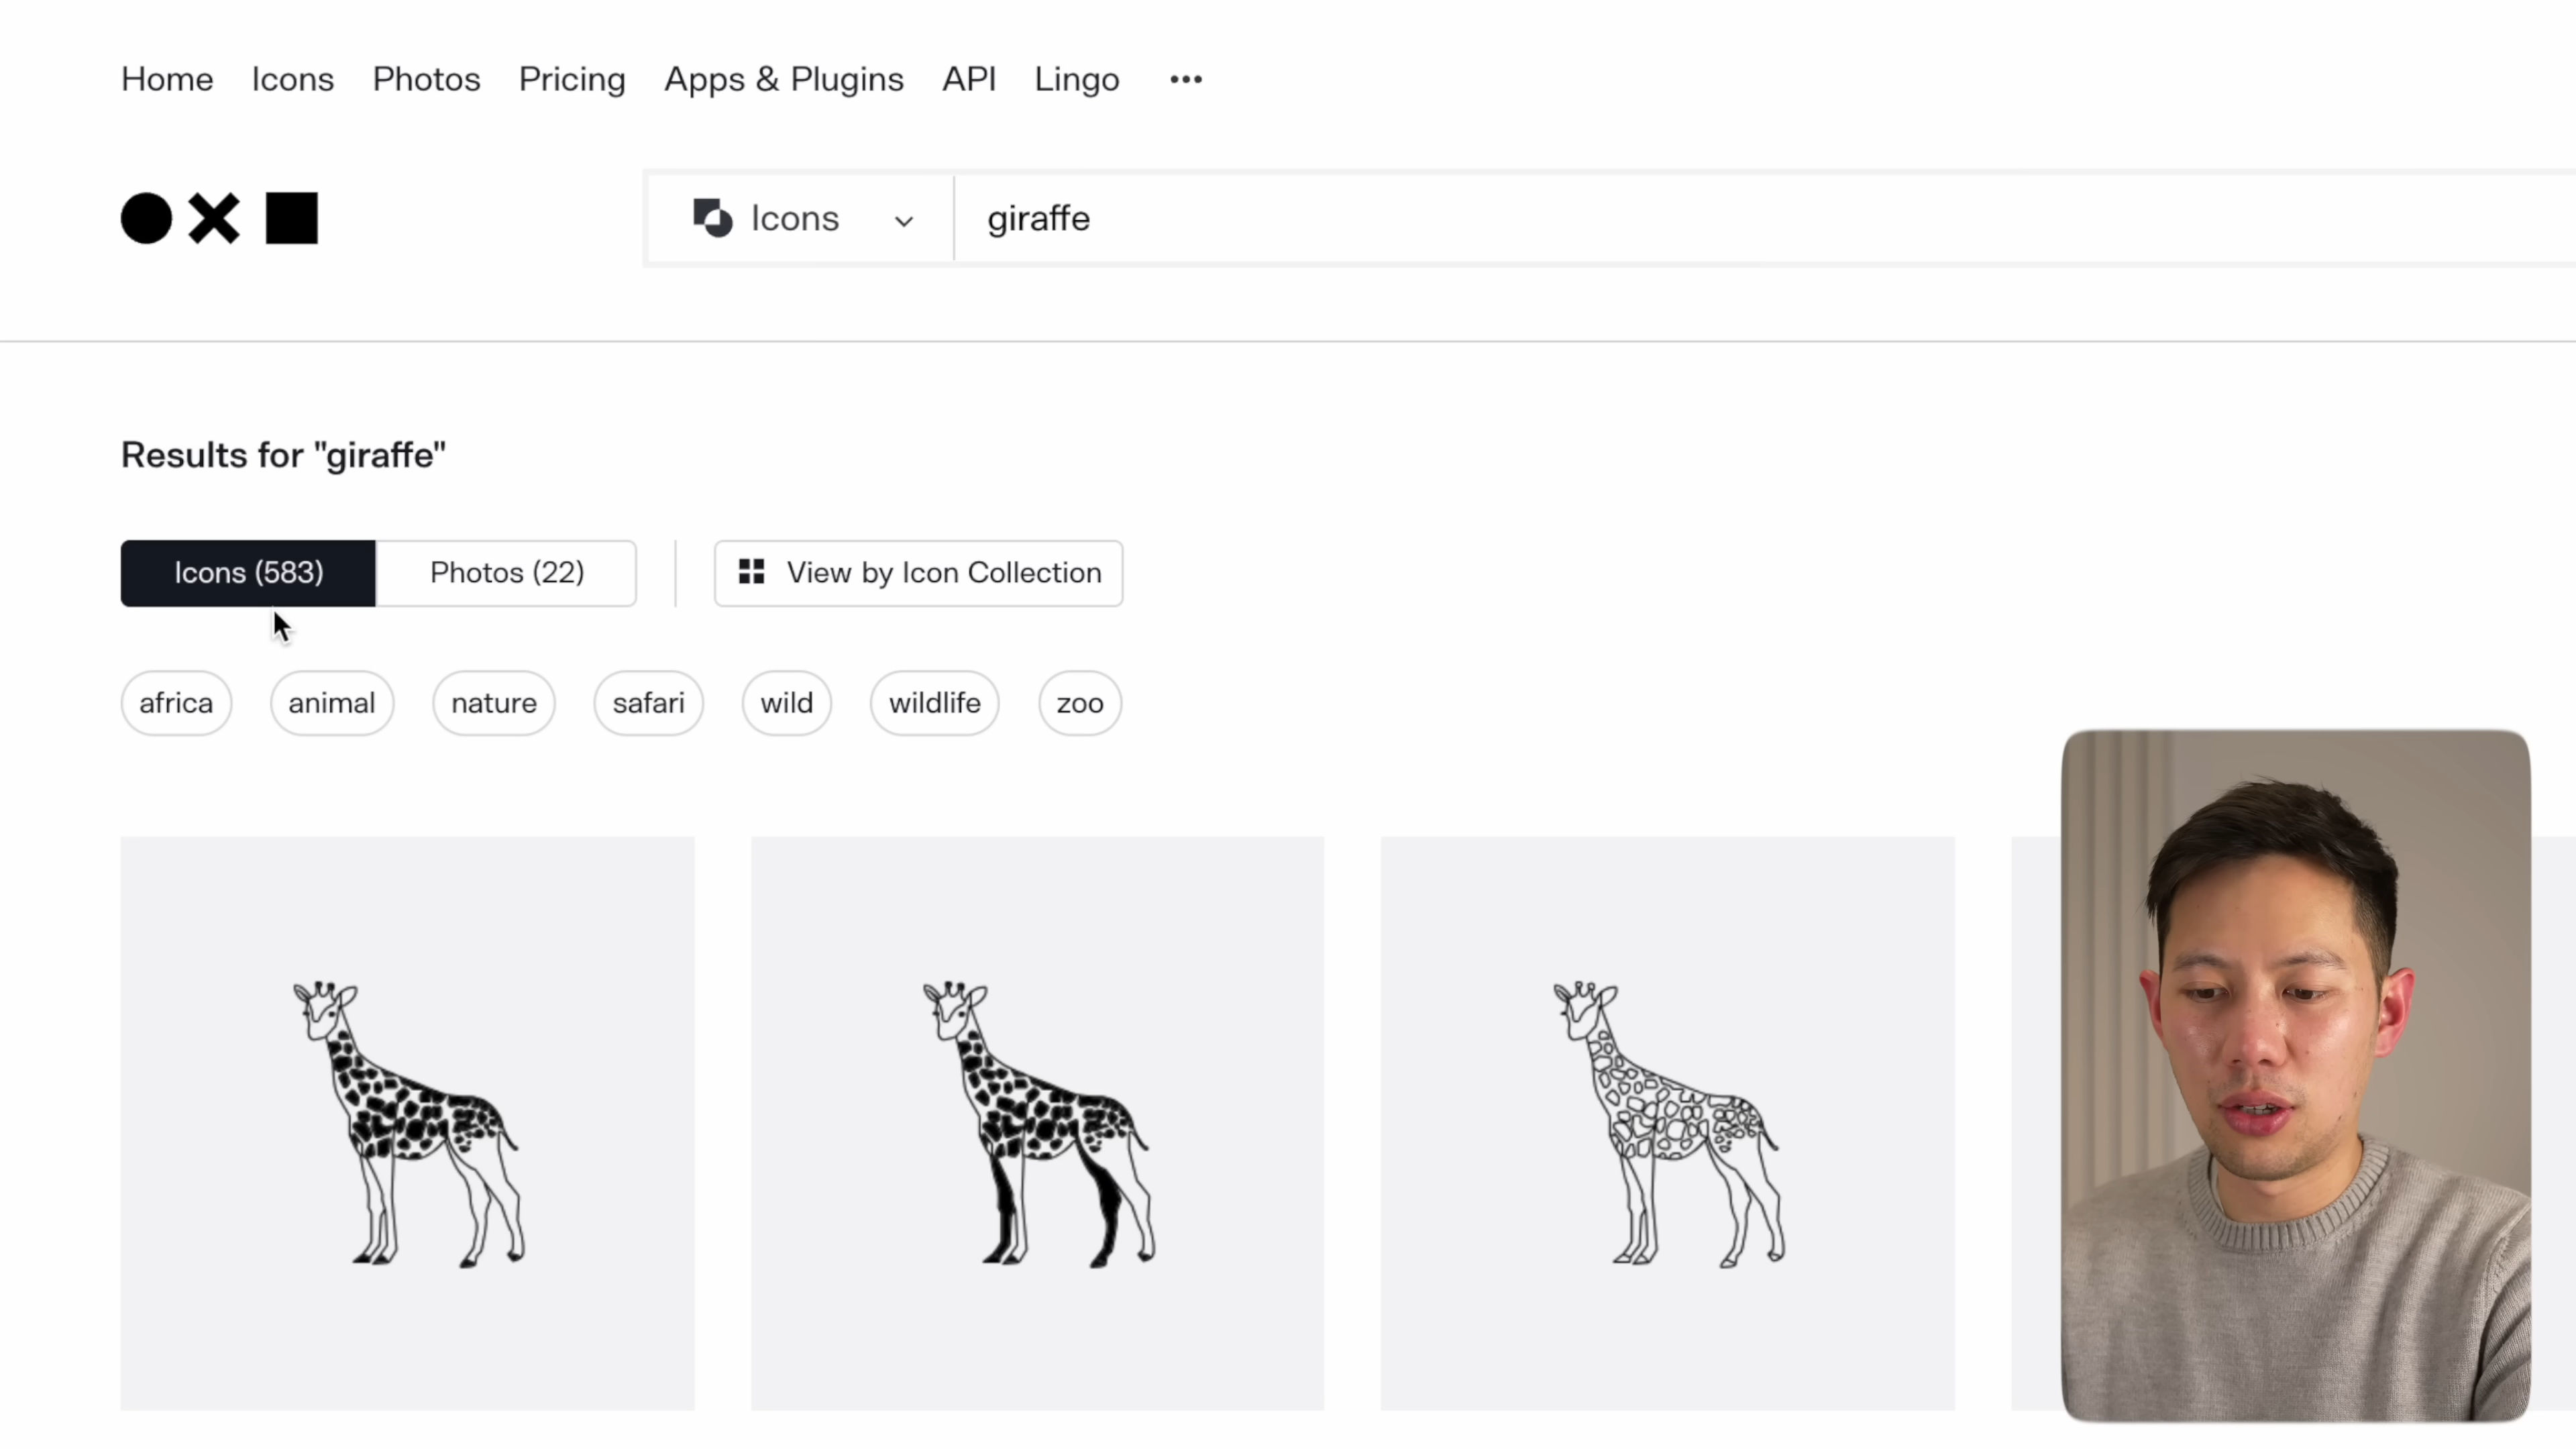 Home Icons Photos Pricing Apps & Plugins API Lingo •••
Icons giraffe
Results for "giraffe"
Icons (583) Photos (22) View by Icon Collection
africa animal nature safari wild wildlife zoo